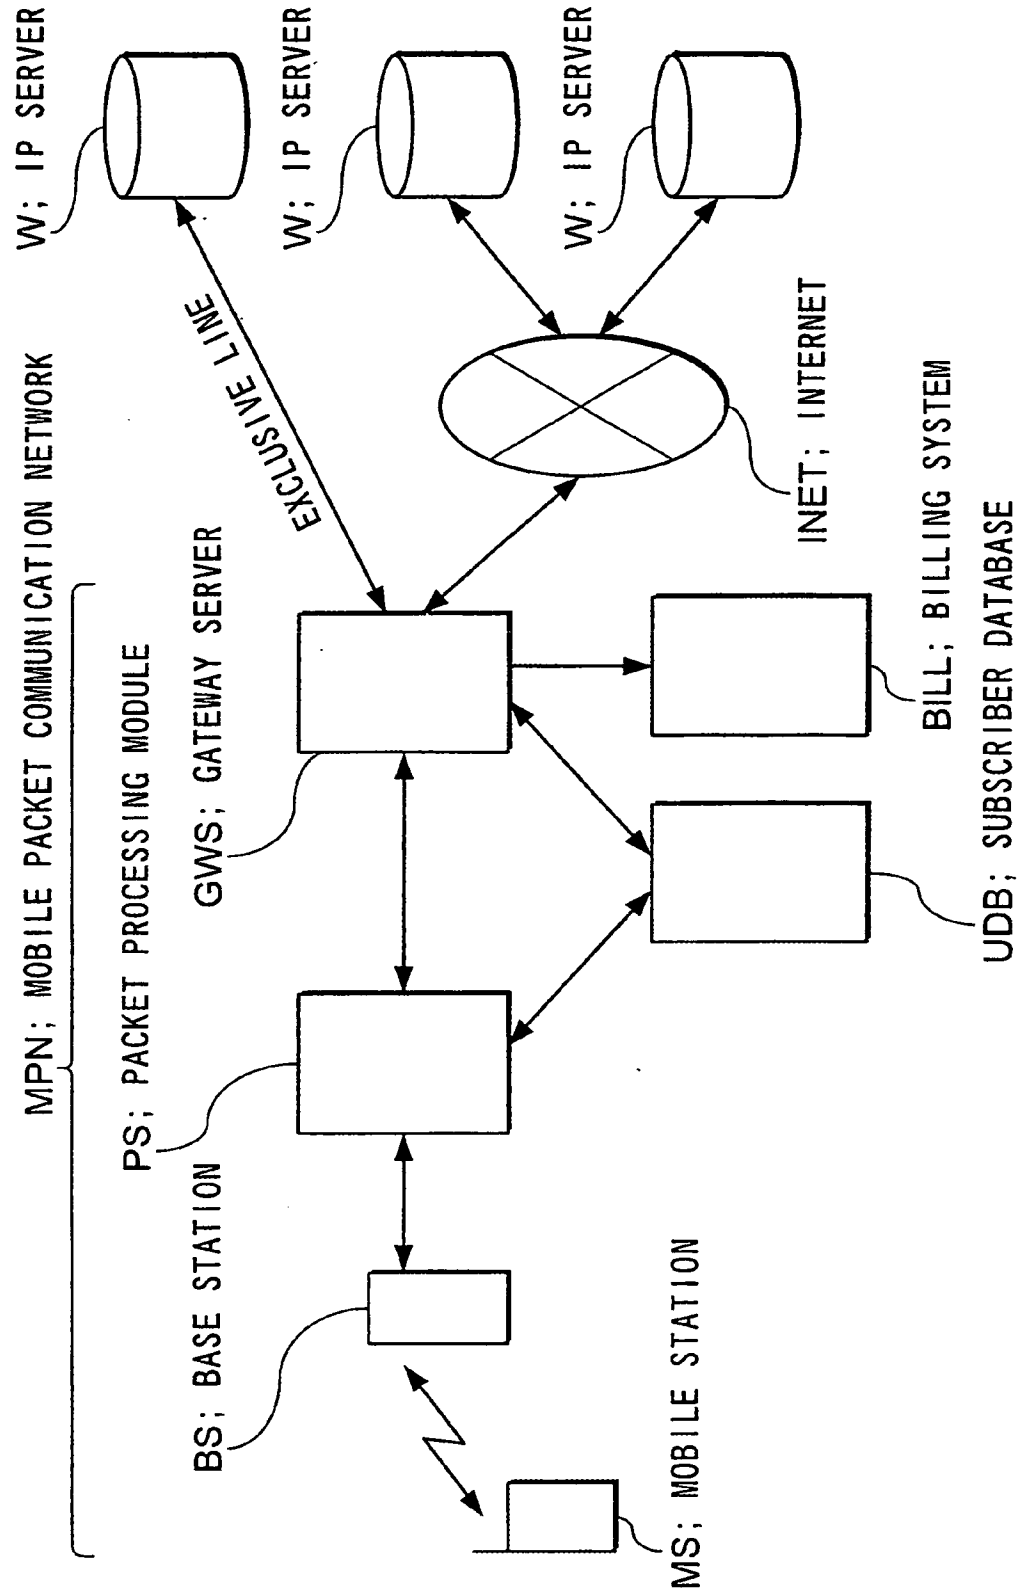 MPN; MOBILE PACKET COMMUNICATION NETWORK
W; IP SERVER
PS; PACKET PROCESSING MODULE
GWS; GATEWAY SERVER
BS; BASE STATION
EXCLUSIVE LINE
W; IP SERVER
W; IP SERVER
MS; MOBILE STATION
INET; INTERNET
BILL; BILLING SYSTEM
UDB; SUBSCRIBER DATABASE